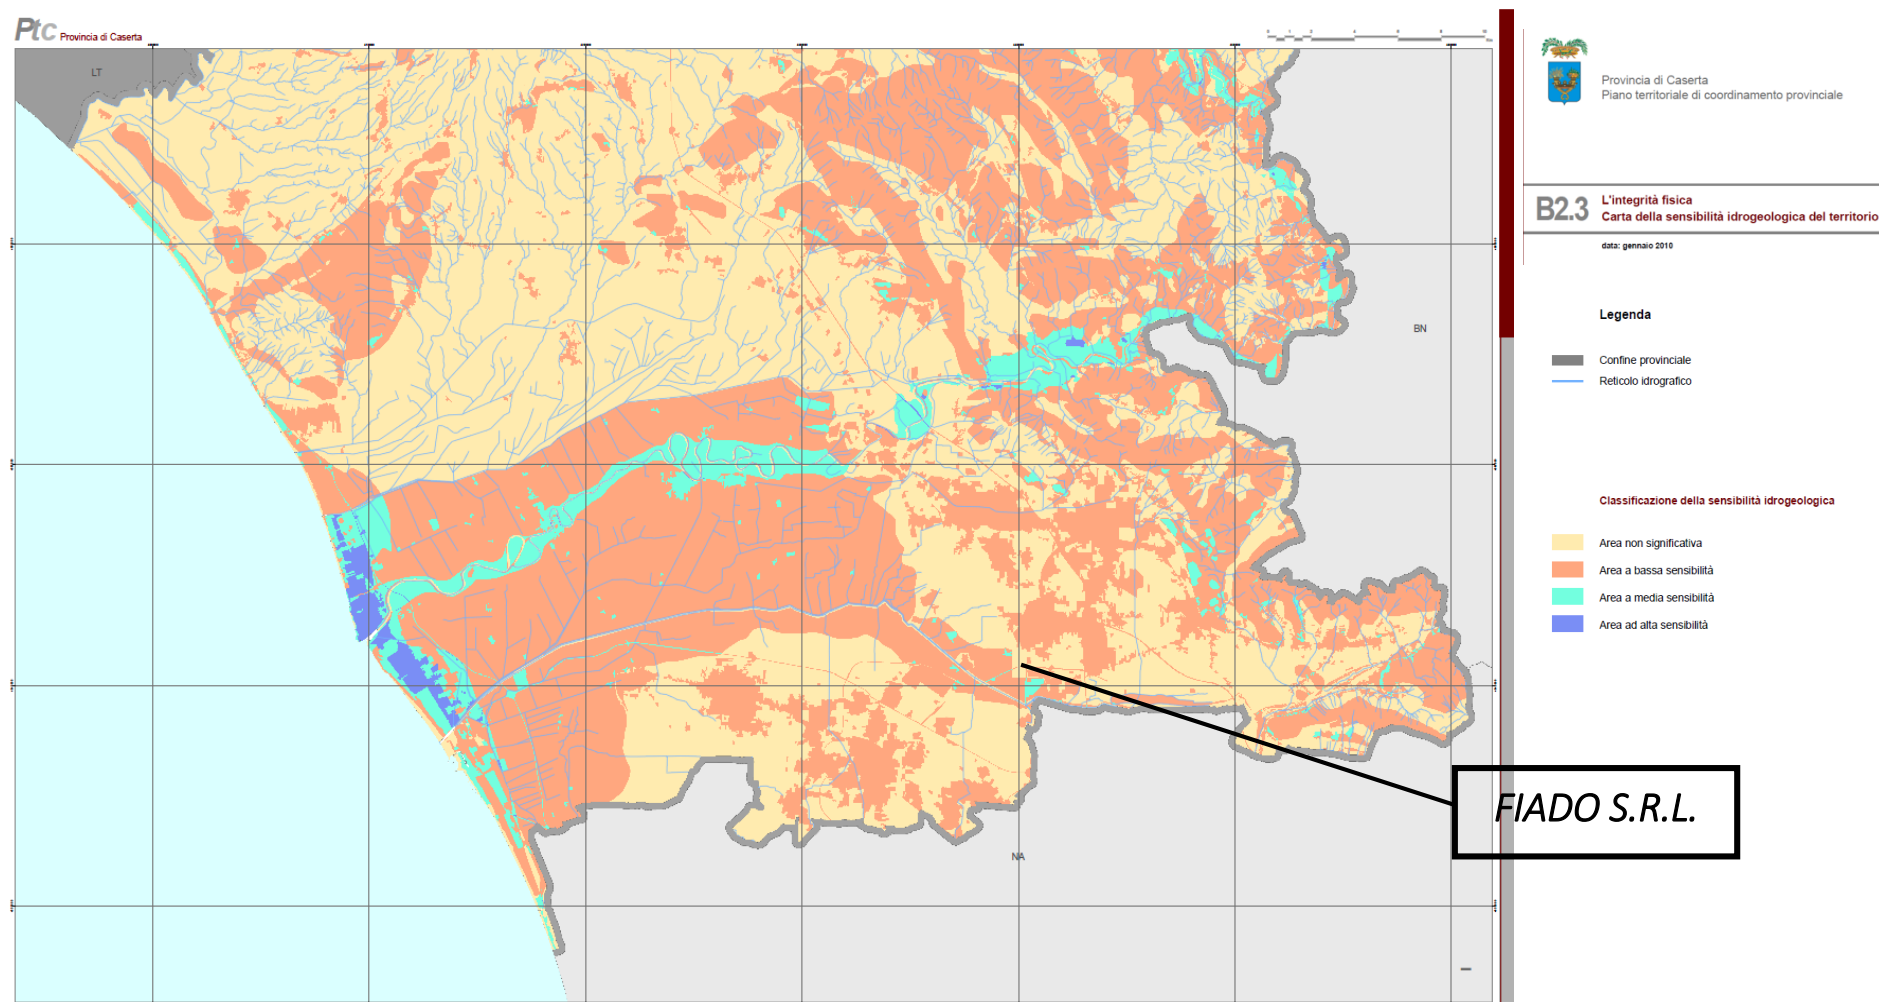 Ptc Provincia di Caserta
LT
BN
NA
FIADO S.R.L.
Provincia di Caserta
Piano territoriale di coordinamento provinciale
B2.3 L'integrità fisica
Carta della sensibilità idrogeologica del territorio
data: gennaio 2010
Legenda
Confine provinciale
Reticolo idrografico
Classificazione della sensibilità idrogeologica
Area non significativa
Area a bassa sensibilità
Area a media sensibilità
Area ad alta sensibilità